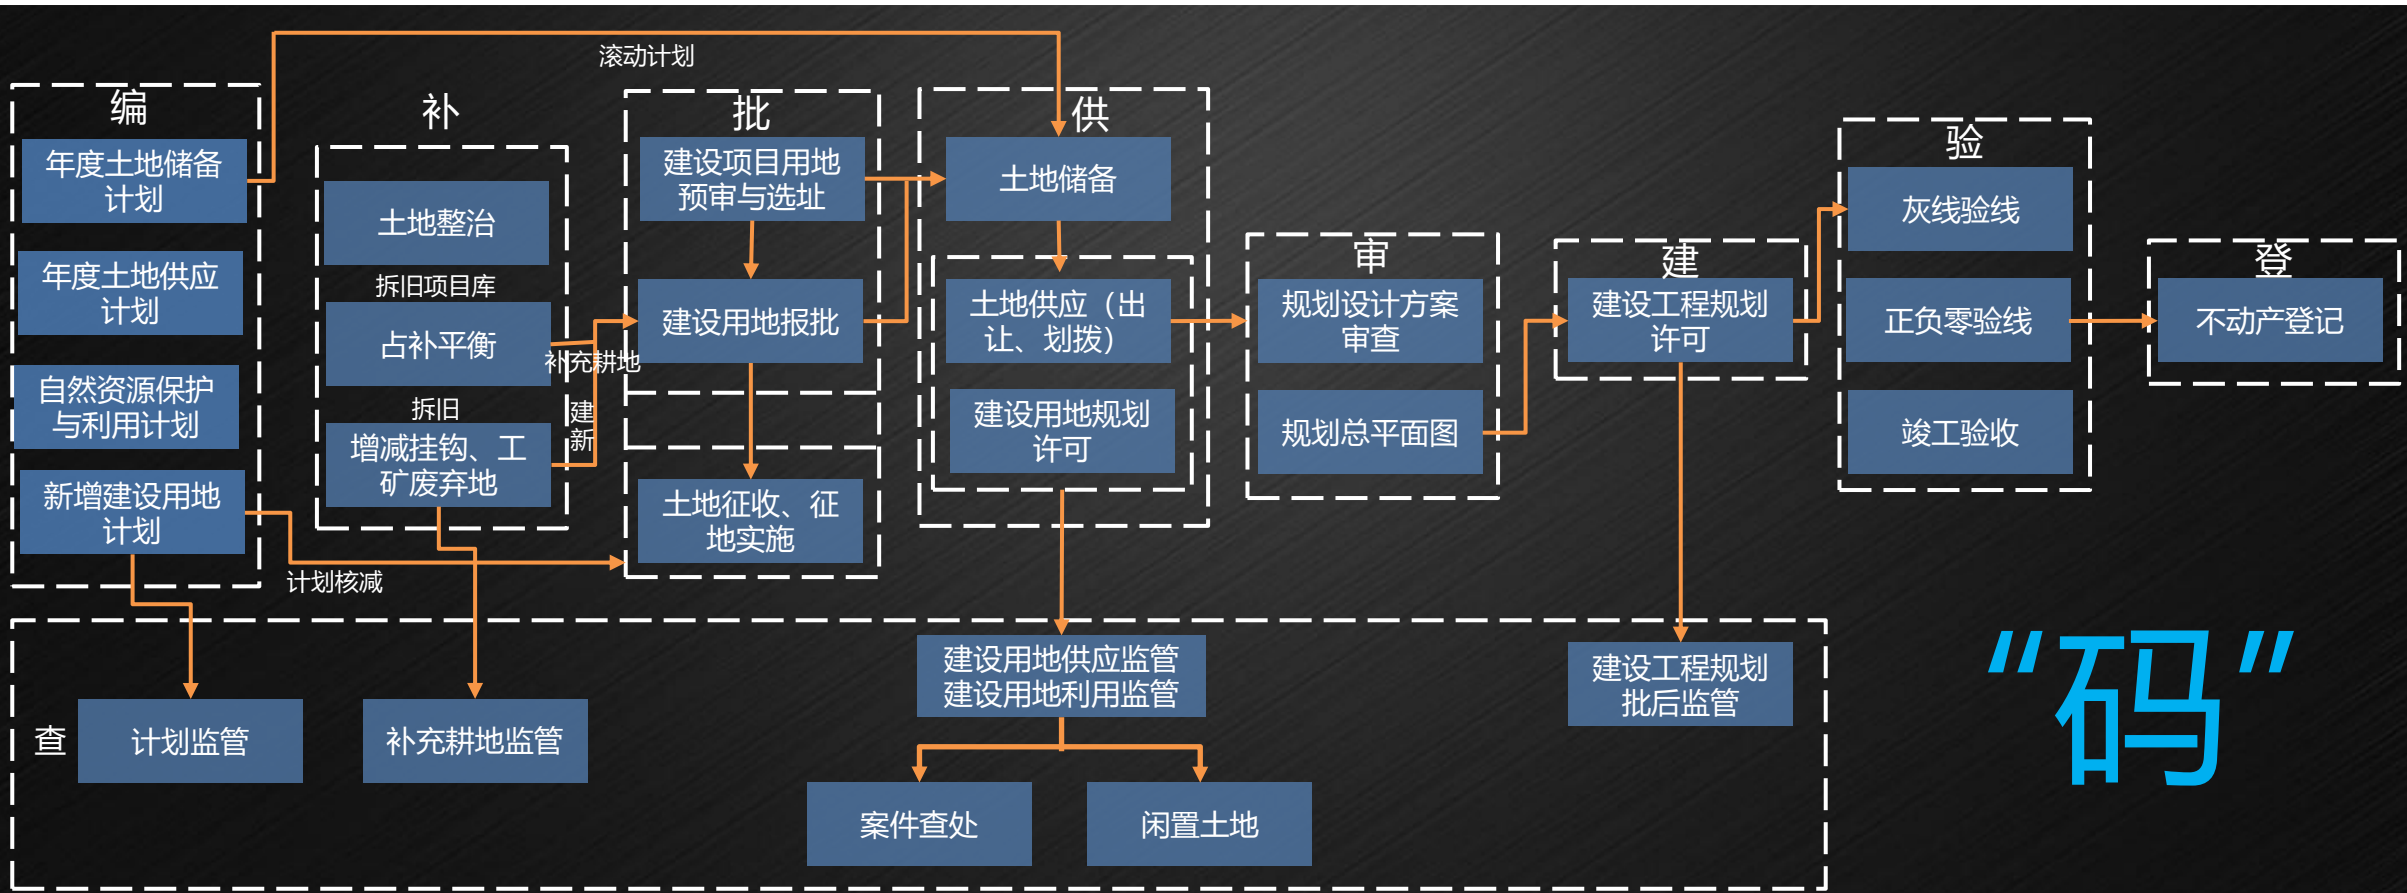 滚动计划
编
年度土地储备
计划
年度土地供应
计划
自然资源保护
与利用计划
新增建设用地
计划
计划核减
补
土地整治
拆旧项目库
占补平衡
补充耕地
拆旧
增减挂钩、工
矿废弃地
建
新
批
建设项目用地
预审与选址
建设用地报批
土地征收、征
地实施
供
土地储备
土地供应（出
让、划拨）
建设用地规划
许可
审
规划设计方案
审查
规划总平面图
建
建设工程规划
许可
验
灰线验线
正负零验线
竣工验收
登
不动产登记
查
计划监管
补充耕地监管
建设用地供应监管
建设用地利用监管
案件查处
闲置土地
建设工程规划
批后监管
“码”